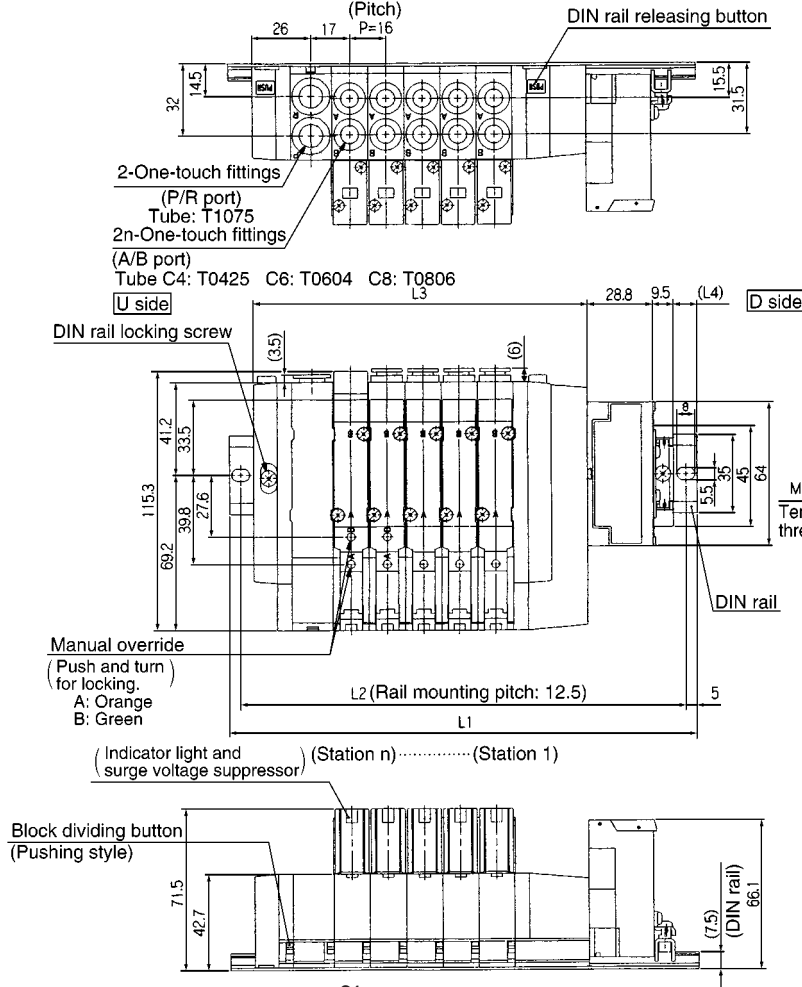 (Pitch)
26
17
P=16
DIN rail releasing button
32
14.5
15.5
31.5
PUSH
PUSH
R
P
A
A
A
A
A
B
B
B
B
B
2-One-touch fittings
(P/R port)
Tube: T1075
2n-One-touch fittings
(A/B port)
Tube C4: T0425 C6: T0604 C8: T0806
U side
L3
28.8
9.5
(L4)
D side
DIN rail locking screw
(3.5)
(6)
115.3
41.2
33.5
69.2
39.8
27.6
8
5.5
35
45
64
B
B
A
A
M
Ter
thre
DIN rail
Manual override
(Push and turn
for locking.)
A: Orange
B: Green
L2 (Rail mounting pitch: 12.5)
5
L1
(Indicator light and
surge voltage suppressor)
(Station n)··············(Station 1)
Block dividing button
(Pushing style)
71.5
42.7
(7.5)
(DIN rail)
66.1